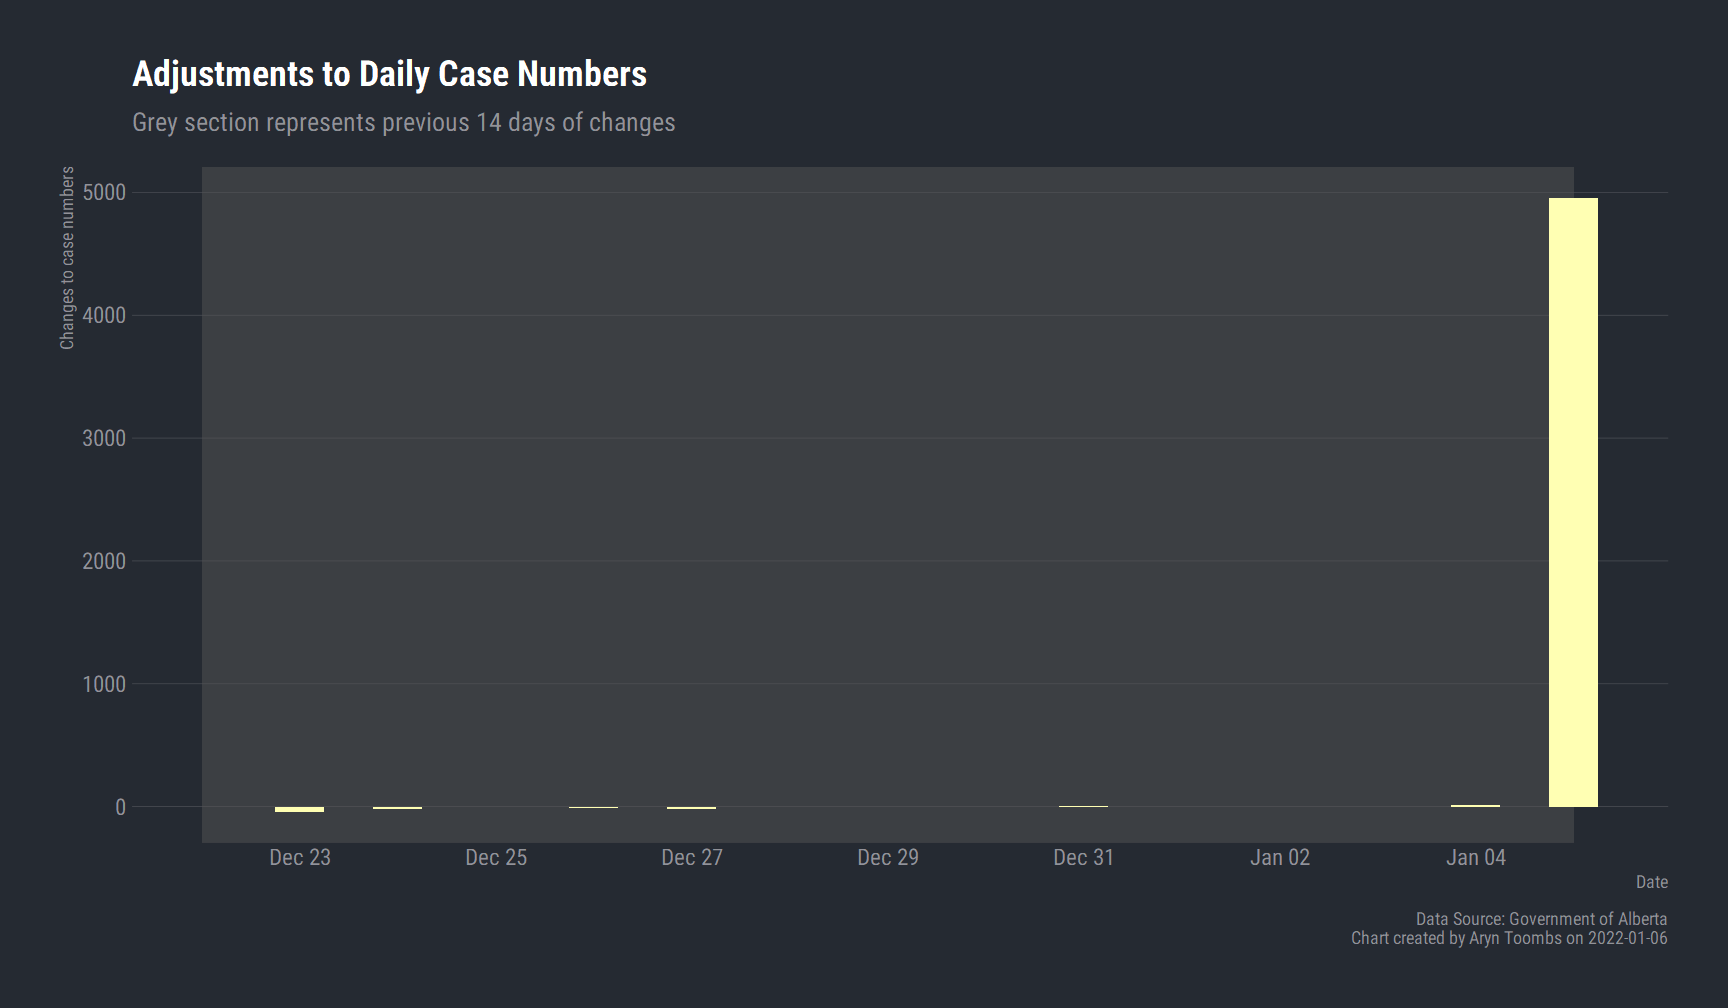 Adjustments to Daily Case Numbers
Grey section represents previous 14 days of changes
Changes to case numbers
5000
4000
3000
2000
1000
0
Dec 23 Dec 25 Dec 27 Dec 29 Dec 31 Jan 02 Jan 04
Date
Data Source: Government of Alberta
Chart created by Aryn Toombs on 2022-01-06